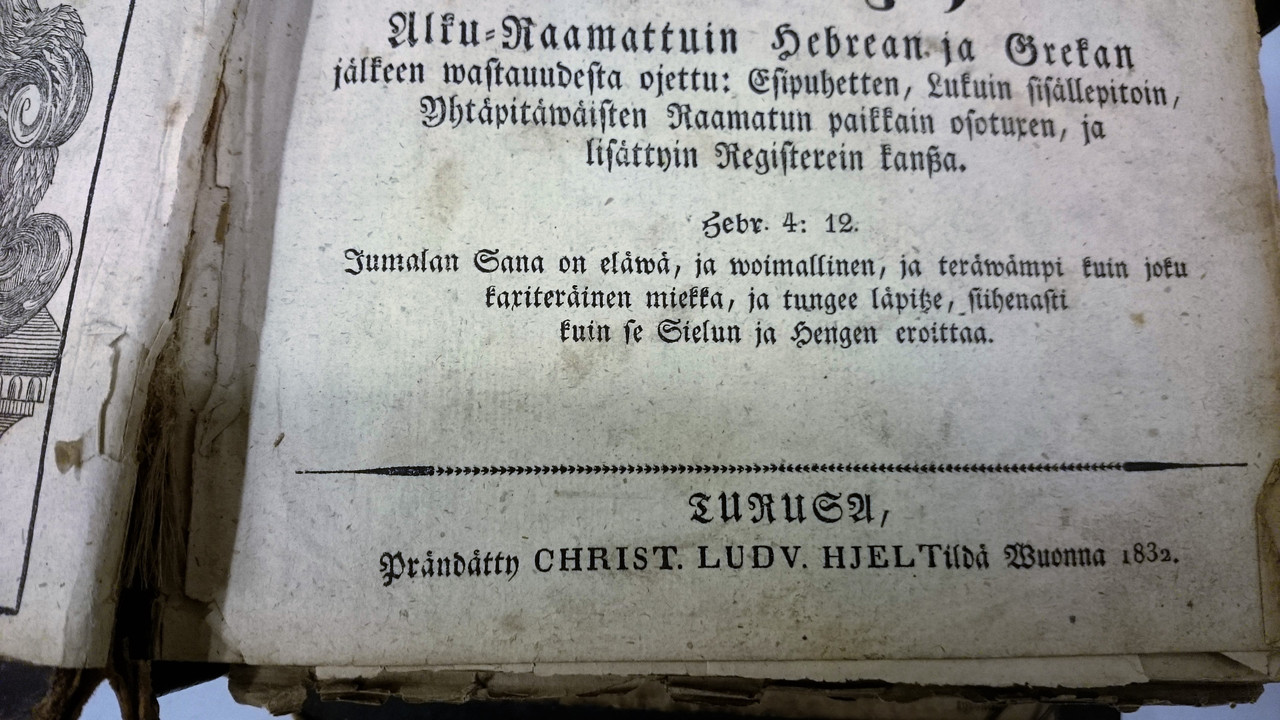 Alku-Raamattuin Hebrean ja Grekan
jälkeen wastauudesta ojettu: Esipuhetten, Lukuin sisällepitoin,
Yhtäpitäwäisten Raamatun paikkain osotuxen, ja
lisättyin Registerein kanßa.
Hebr. 4: 12.
Jumalan Sana on eläwä, ja woimallinen, ja teräwämpi kuin joku
kaxiteräinen miekka, ja tungee läpitze, siihenasti
kuin se Sielun ja Hengen eroittaa.
TURUSA,
Prändätty CHRIST. LUDV. HJELTildä Wuonna 1832.